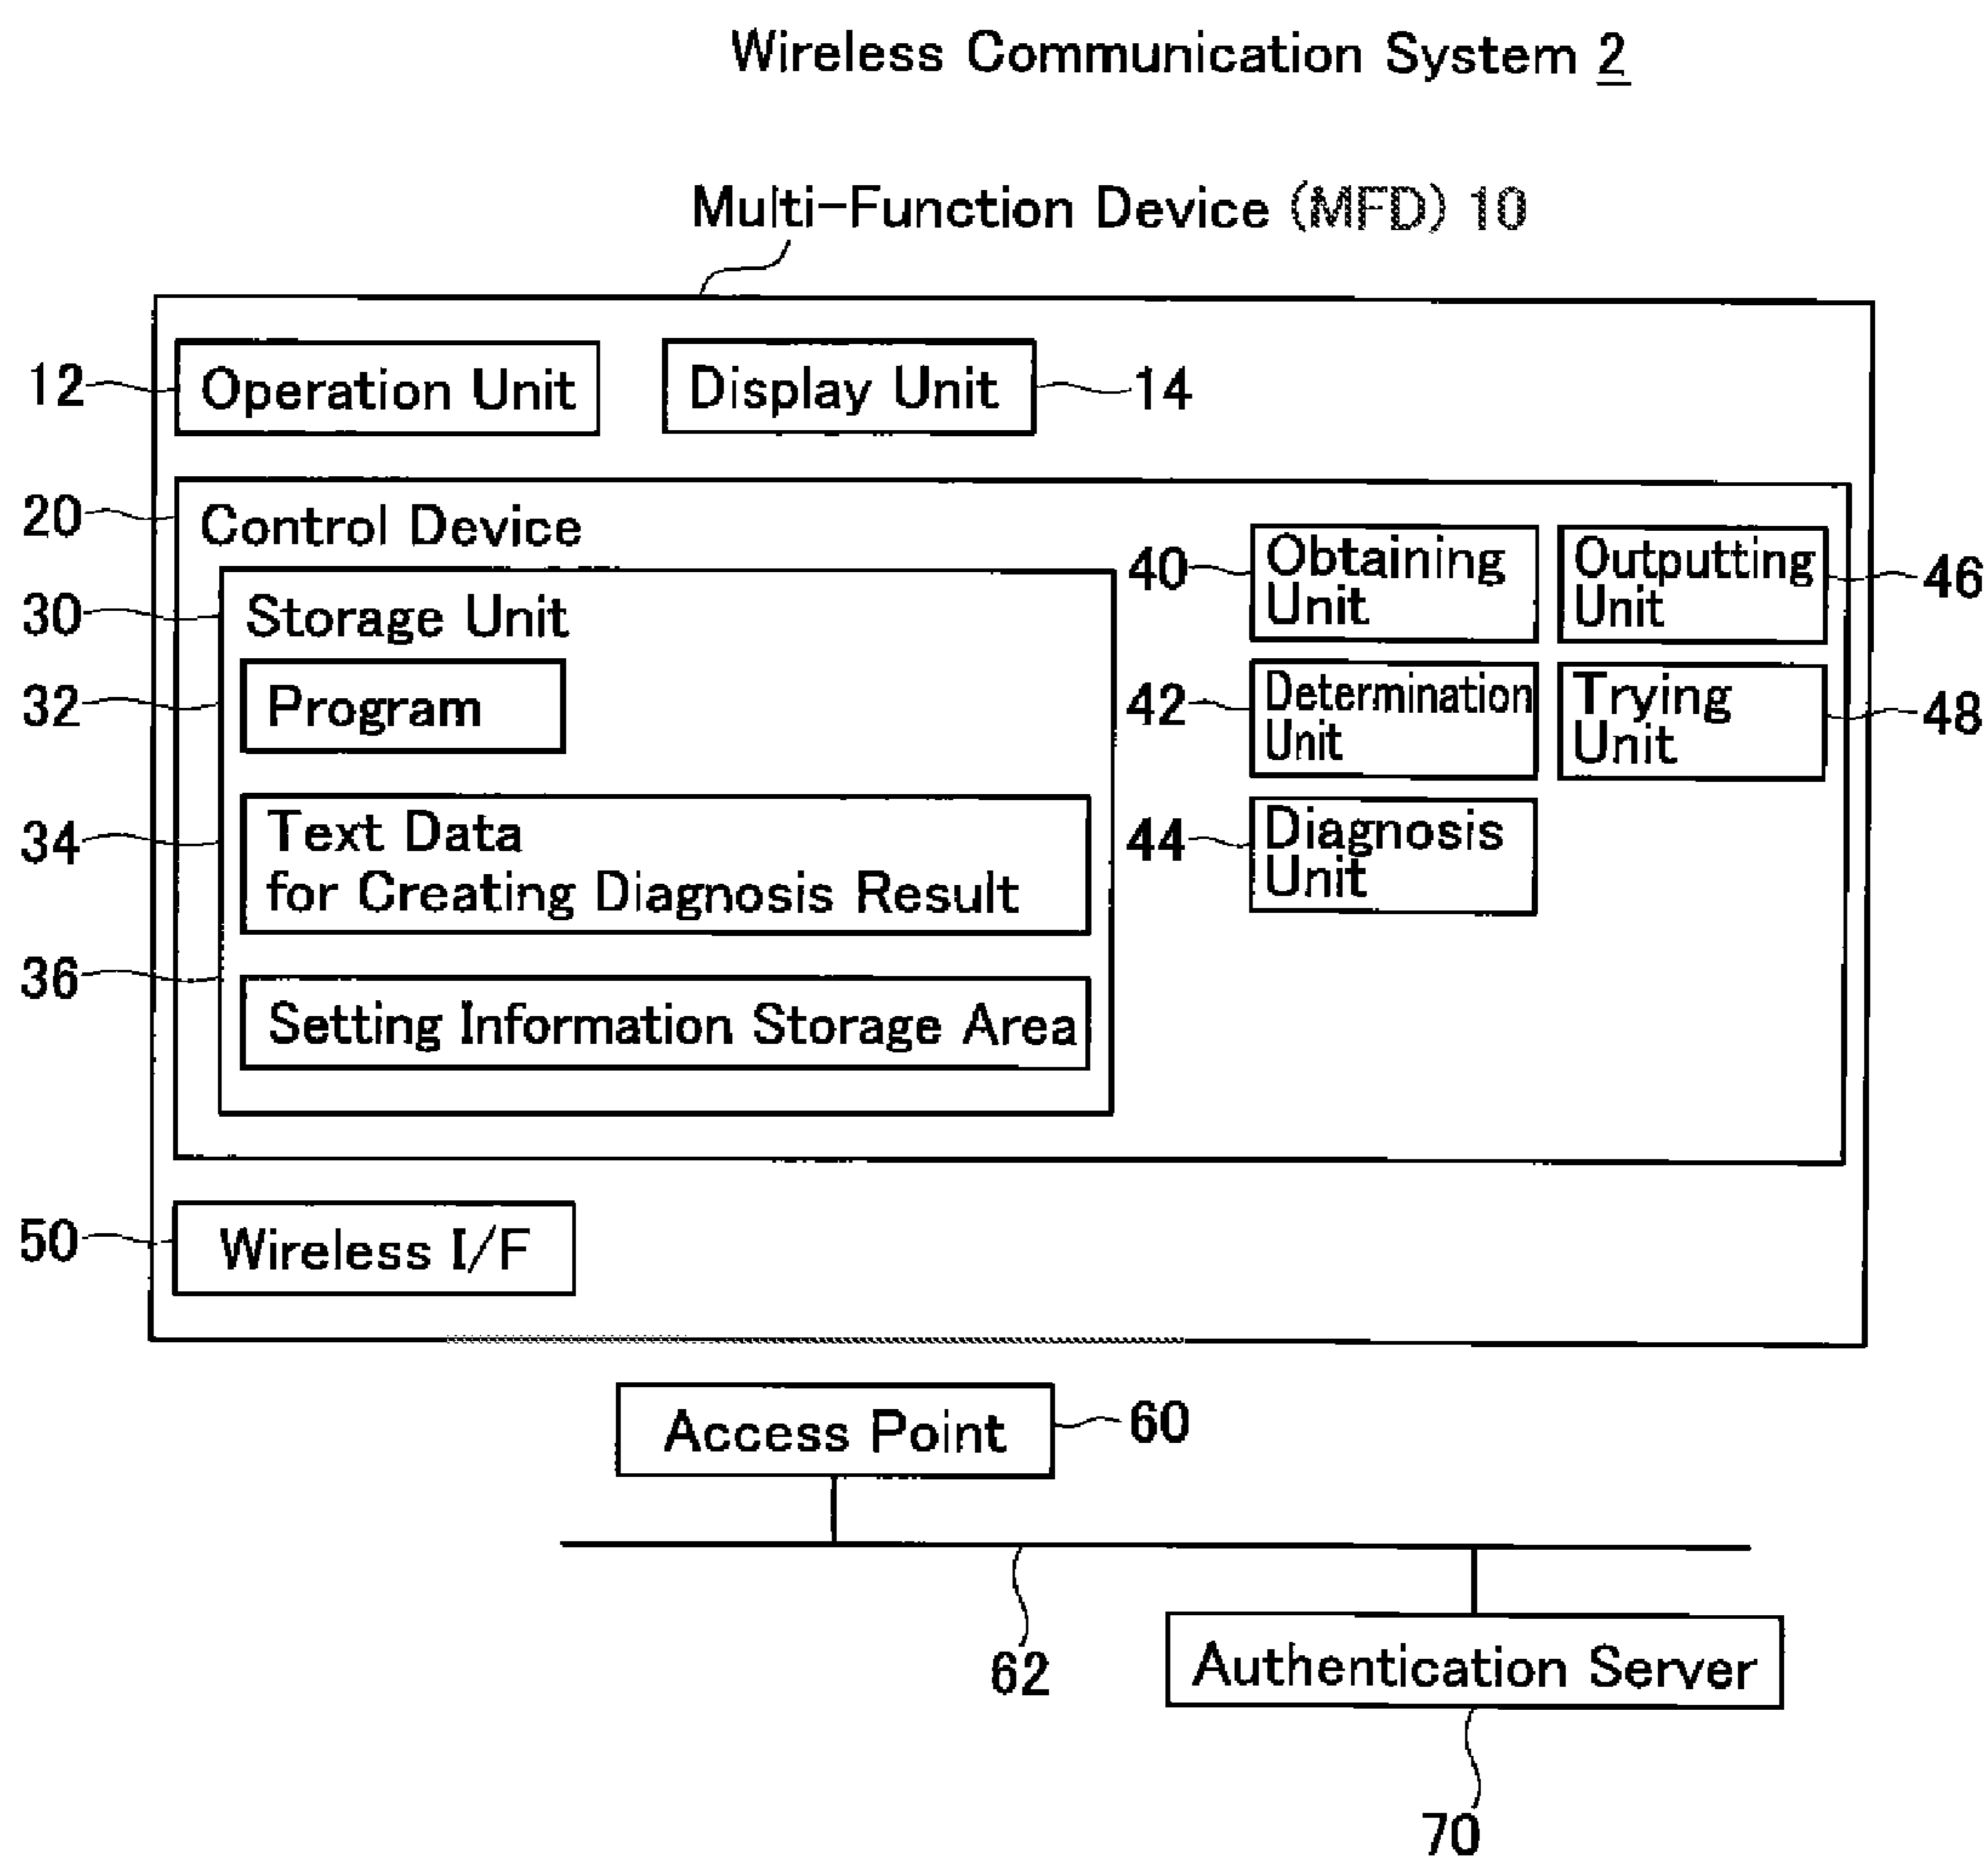 Wireless Communication System 2
Multi-Function Device (MFD) 10
12 Operation Unit
Display Unit 14
20 Control Device
30 Storage Unit
32 Program
34 Text Data
for Creating Diagnosis Result
36 Setting Information Storage Area
40 Obtaining
Unit
Outputting
Unit 46
42 Determination
Unit
Trying
Unit 48
44 Diagnosis
Unit
50 Wireless I/F
Access Point 60
62
Authentication Server
70